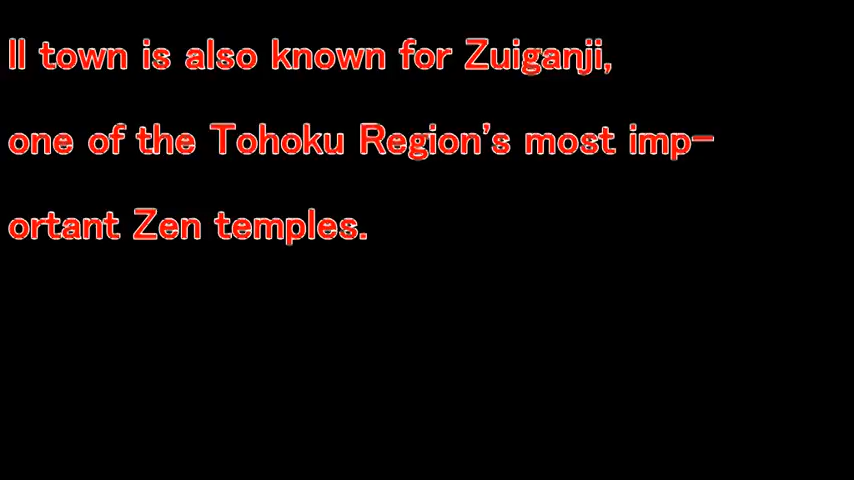 ll town is also known for Zuiganji,
one of the Tohoku Region's most imp-
ortant Zen temples.